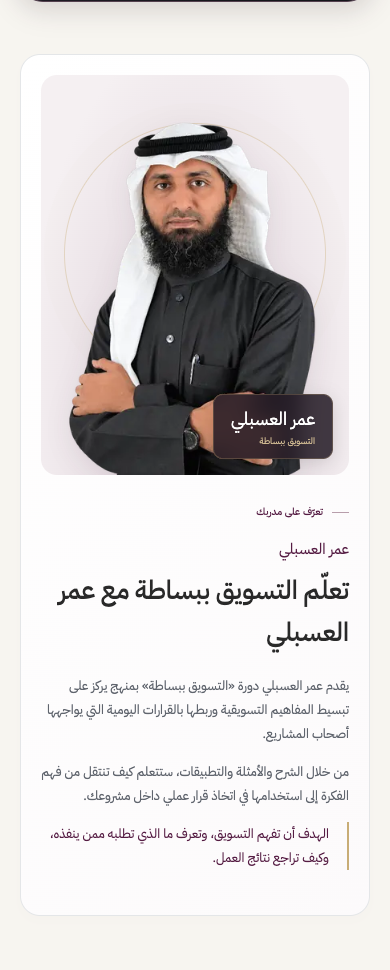 عمر العسبلي
التسويق ببساطة
تعرّف على مدربك
عمر العسبلي
تعلّم التسويق ببساطة مع عمر
العسبلي
يقدم عمر العسبلي دورة «التسويق ببساطة» بمنهج يركز على
تبسيط المفاهيم التسويقية وربطها بالقرارات اليومية التي يواجهها
أصحاب المشاريع.
من خلال الشرح والأمثلة والتطبيقات، ستتعلم كيف تنتقل من فهم
الفكرة إلى استخدامها في اتخاذ قرار عملي داخل مشروعك.
الهدف أن تفهم التسويق، وتعرف ما الذي تطلبه ممن ينفذه،
وكيف تراجع نتائج العمل.